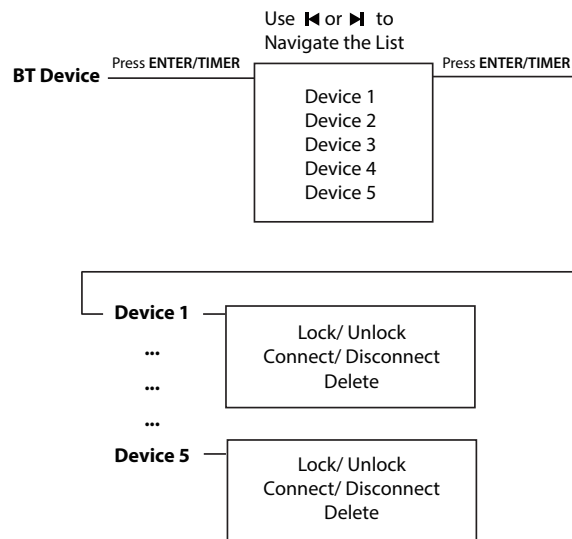 Use ⏮ or ⏭ to
Navigate the List
BT Device
Press ENTER/TIMER
Press ENTER/TIMER
Device 1
Device 2
Device 3
Device 4
Device 5
Device 1
Lock/ Unlock
Connect/ Disconnect
Delete
...
...
...
Device 5
Lock/ Unlock
Connect/ Disconnect
Delete